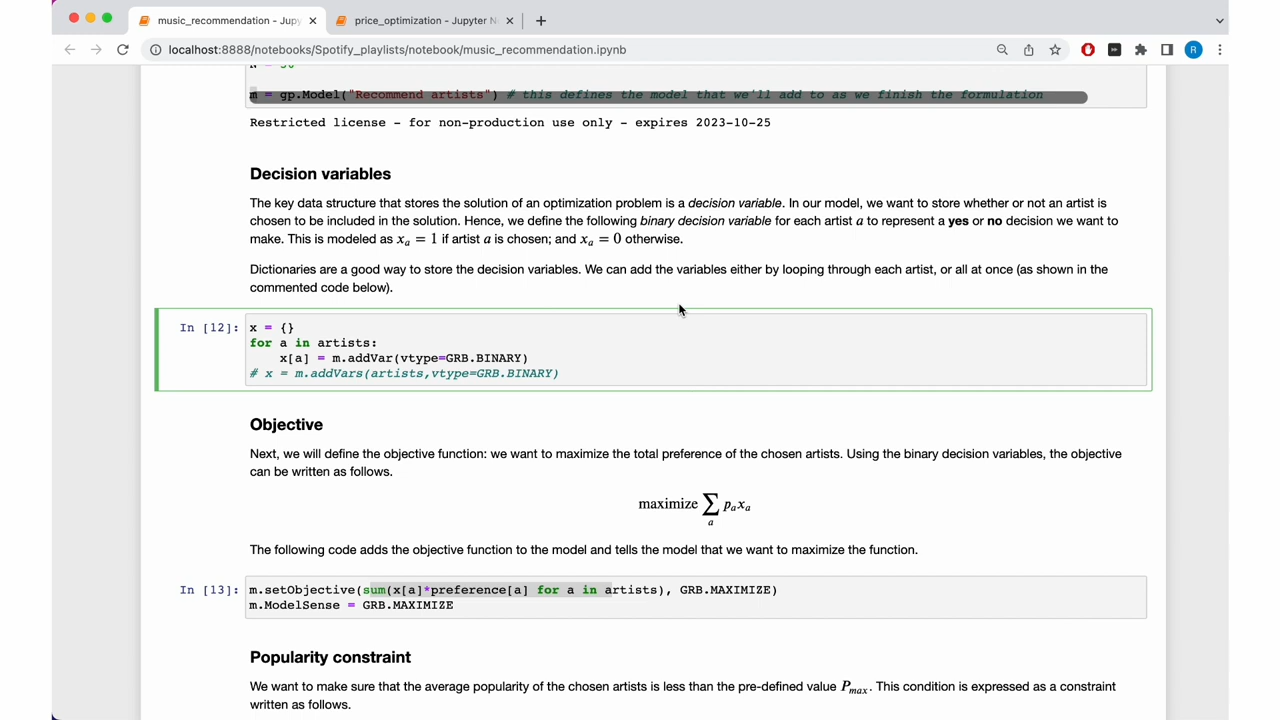 music_recommendation - Jupy
price_optimization - Jupyter N
localhost:8888/notebooks/Spotify_playlists/notebook/music_recommendation.ipynb
R
m = gp.Model("Recommend artists") # this defines the model that we'll add to as we finish the formulation
Restricted license - for non-production use only - expires 2023-10-25
Decision variables
The key data structure that stores the solution of an optimization problem is a decision variable. In our model, we want to store whether or not an artist is
chosen to be included in the solution. Hence, we define the following binary decision variable for each artist a to represent a yes or no decision we want to
make. This is modeled as xₐ = 1 if artist a is chosen; and xₐ = 0 otherwise.
Dictionaries are a good way to store the decision variables. We can add the variables either by looping through each artist, or all at once (as shown in the
commented code below).
In [12]: x = {}
for a in artists:
x[a] = m.addVar(vtype=GRB.BINARY)
# x = m.addVars(artists,vtype=GRB.BINARY)
Objective
Next, we will define the objective function: we want to maximize the total preference of the chosen artists. Using the binary decision variables, the objective
can be written as follows.
maximize ∑ₐ pₐxₐ
The following code adds the objective function to the model and tells the model that we want to maximize the function.
In [13]: m.setObjective(sum(x[a]*preference[a] for a in artists), GRB.MAXIMIZE)
m.ModelSense = GRB.MAXIMIZE
Popularity constraint
We want to make sure that the average popularity of the chosen artists is less than the pre-defined value Pmax. This condition is expressed as a constraint
written as follows.